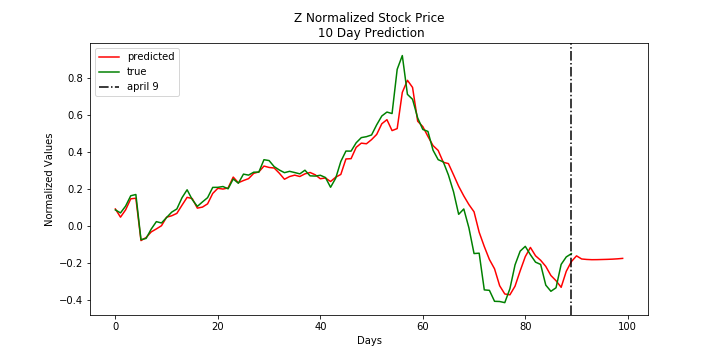 Z Normalized Stock Price
10 Day Prediction
predicted
true
april 9
Normalized Values
0.8
0.6
0.4
0.2
0.0
−0.2
−0.4
0
20
40
60
80
100
Days